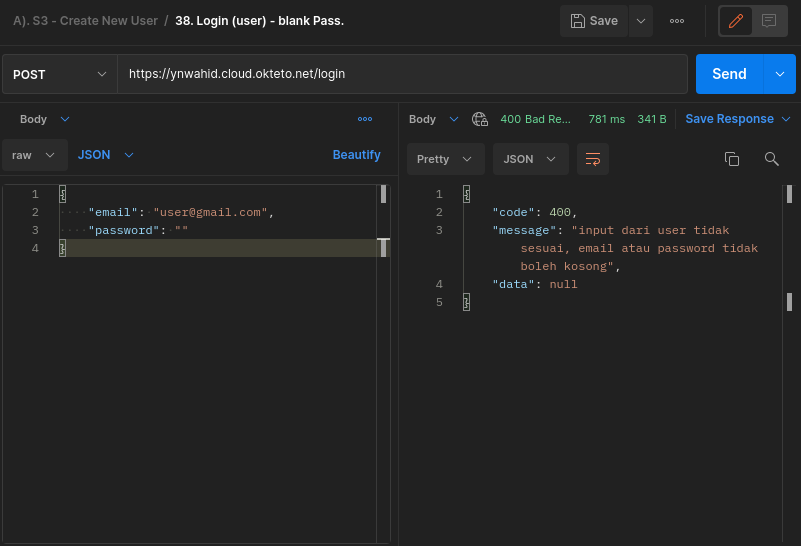 A). S3 - Create New User / 38. Login (user) - blank Pass.
Save
POST
https://ynwahid.cloud.okteto.net/login
Send
Body
raw
JSON
Beautify
1 {
2 "email": "user@gmail.com",
3 "password": ""
4 }
Body
400 Bad Re... 781 ms 341 B
Save Response
Pretty
JSON
1 {
2 "code": 400,
3 "message": "input dari user tidak
sesuai, email atau password tidak
boleh kosong",
4 "data": null
5 }